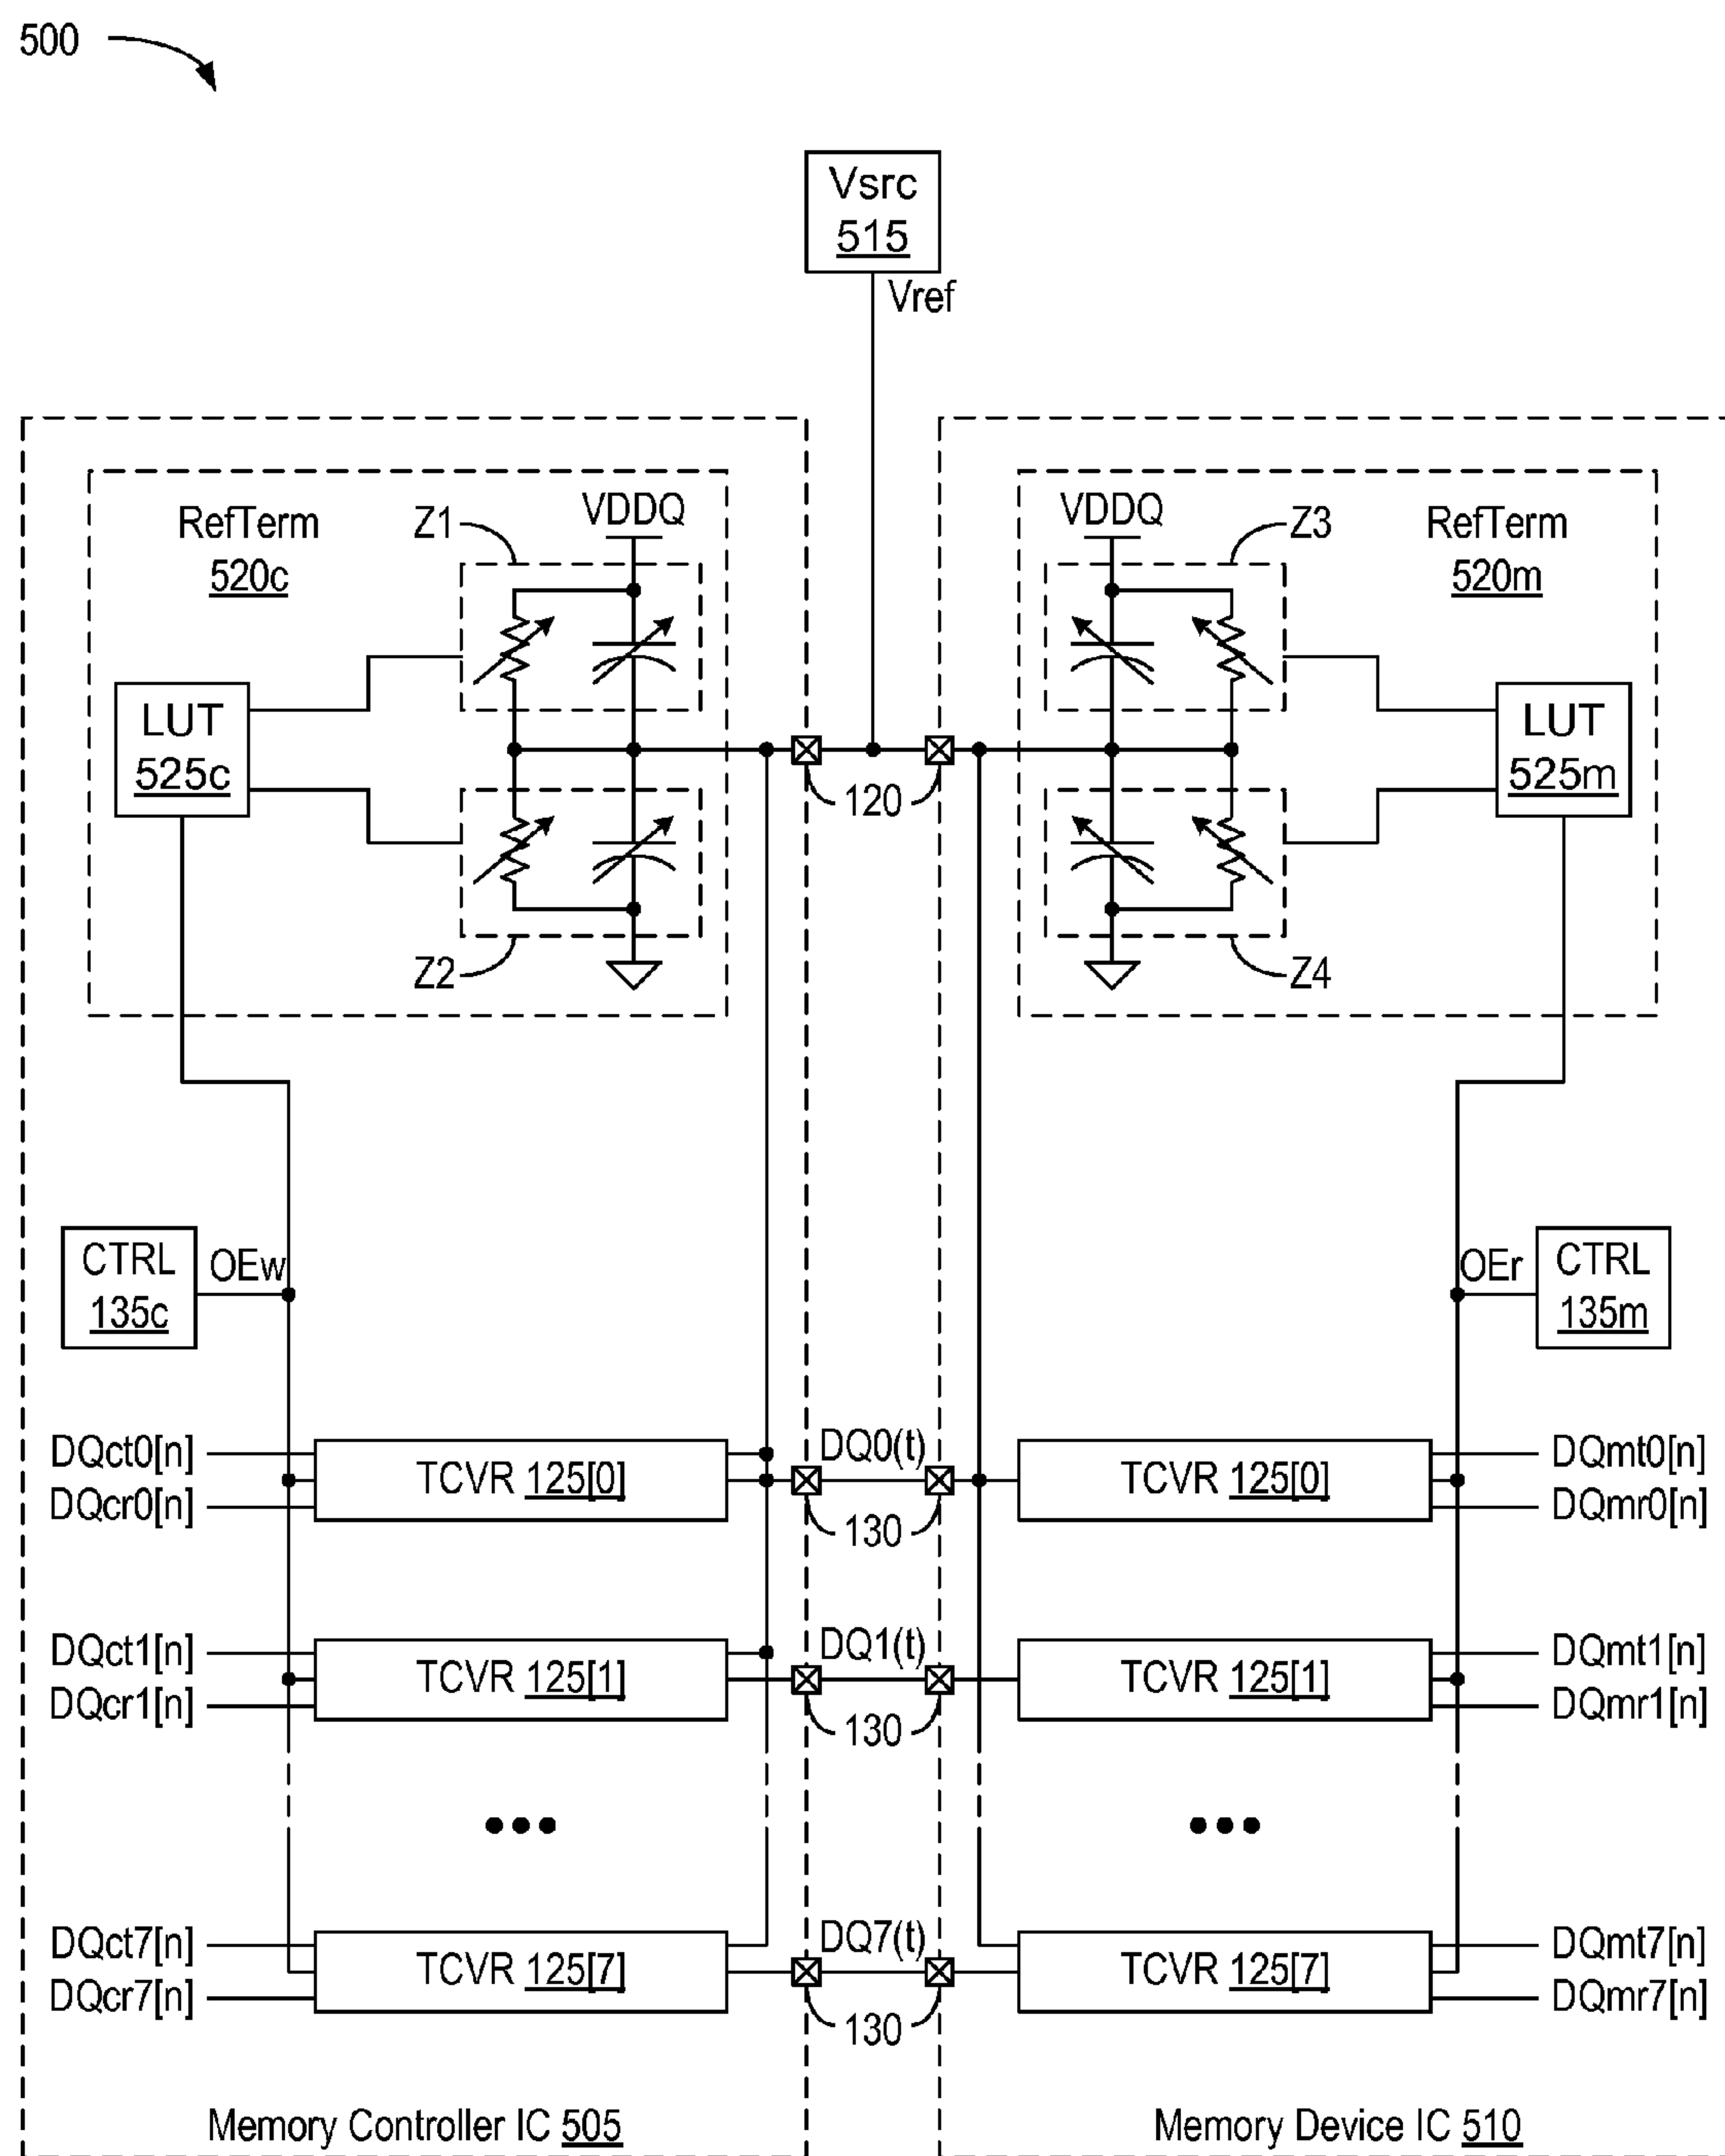 500
Vsrc
515
Vref
RefTerm
520c
Z1
VDDQ
VDDQ
Z3
RefTerm
520m
LUT
525c
120
LUT
525m
Z2
Z4
CTRL
135c
OEw
OEr
CTRL
135m
DQct0[n]
DQcr0[n]
TCVR 125[0]
DQ0(t)
130
TCVR 125[0]
DQmt0[n]
DQmr0[n]
DQct1[n]
DQcr1[n]
TCVR 125[1]
DQ1(t)
130
TCVR 125[1]
DQmt1[n]
DQmr1[n]
DQct7[n]
DQcr7[n]
TCVR 125[7]
DQ7(t)
130
TCVR 125[7]
DQmt7[n]
DQmr7[n]
Memory Controller IC 505
Memory Device IC 510